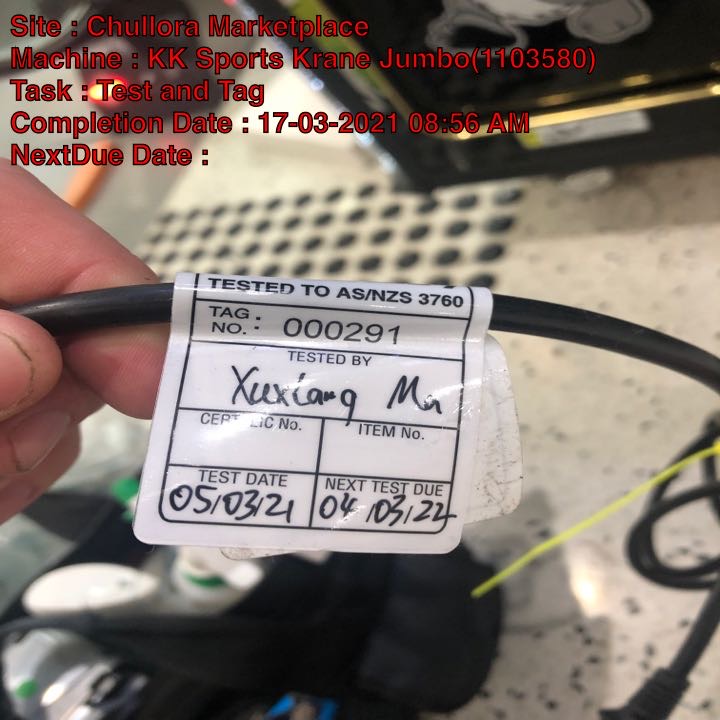 Site : Chullora Marketplace
Machine : KK Sports Krane Jumbo(1103580)
Task : Test and Tag
Completion Date : 17-03-2021 08:56 AM
NextDue Date :
TESTED TO AS/NZS 3760
TAG NO. : 000291
TESTED BY
Xuxiang Ma
CERT LIC No.
ITEM No.
TEST DATE
NEXT TEST DUE
05/03/21
04/03/22